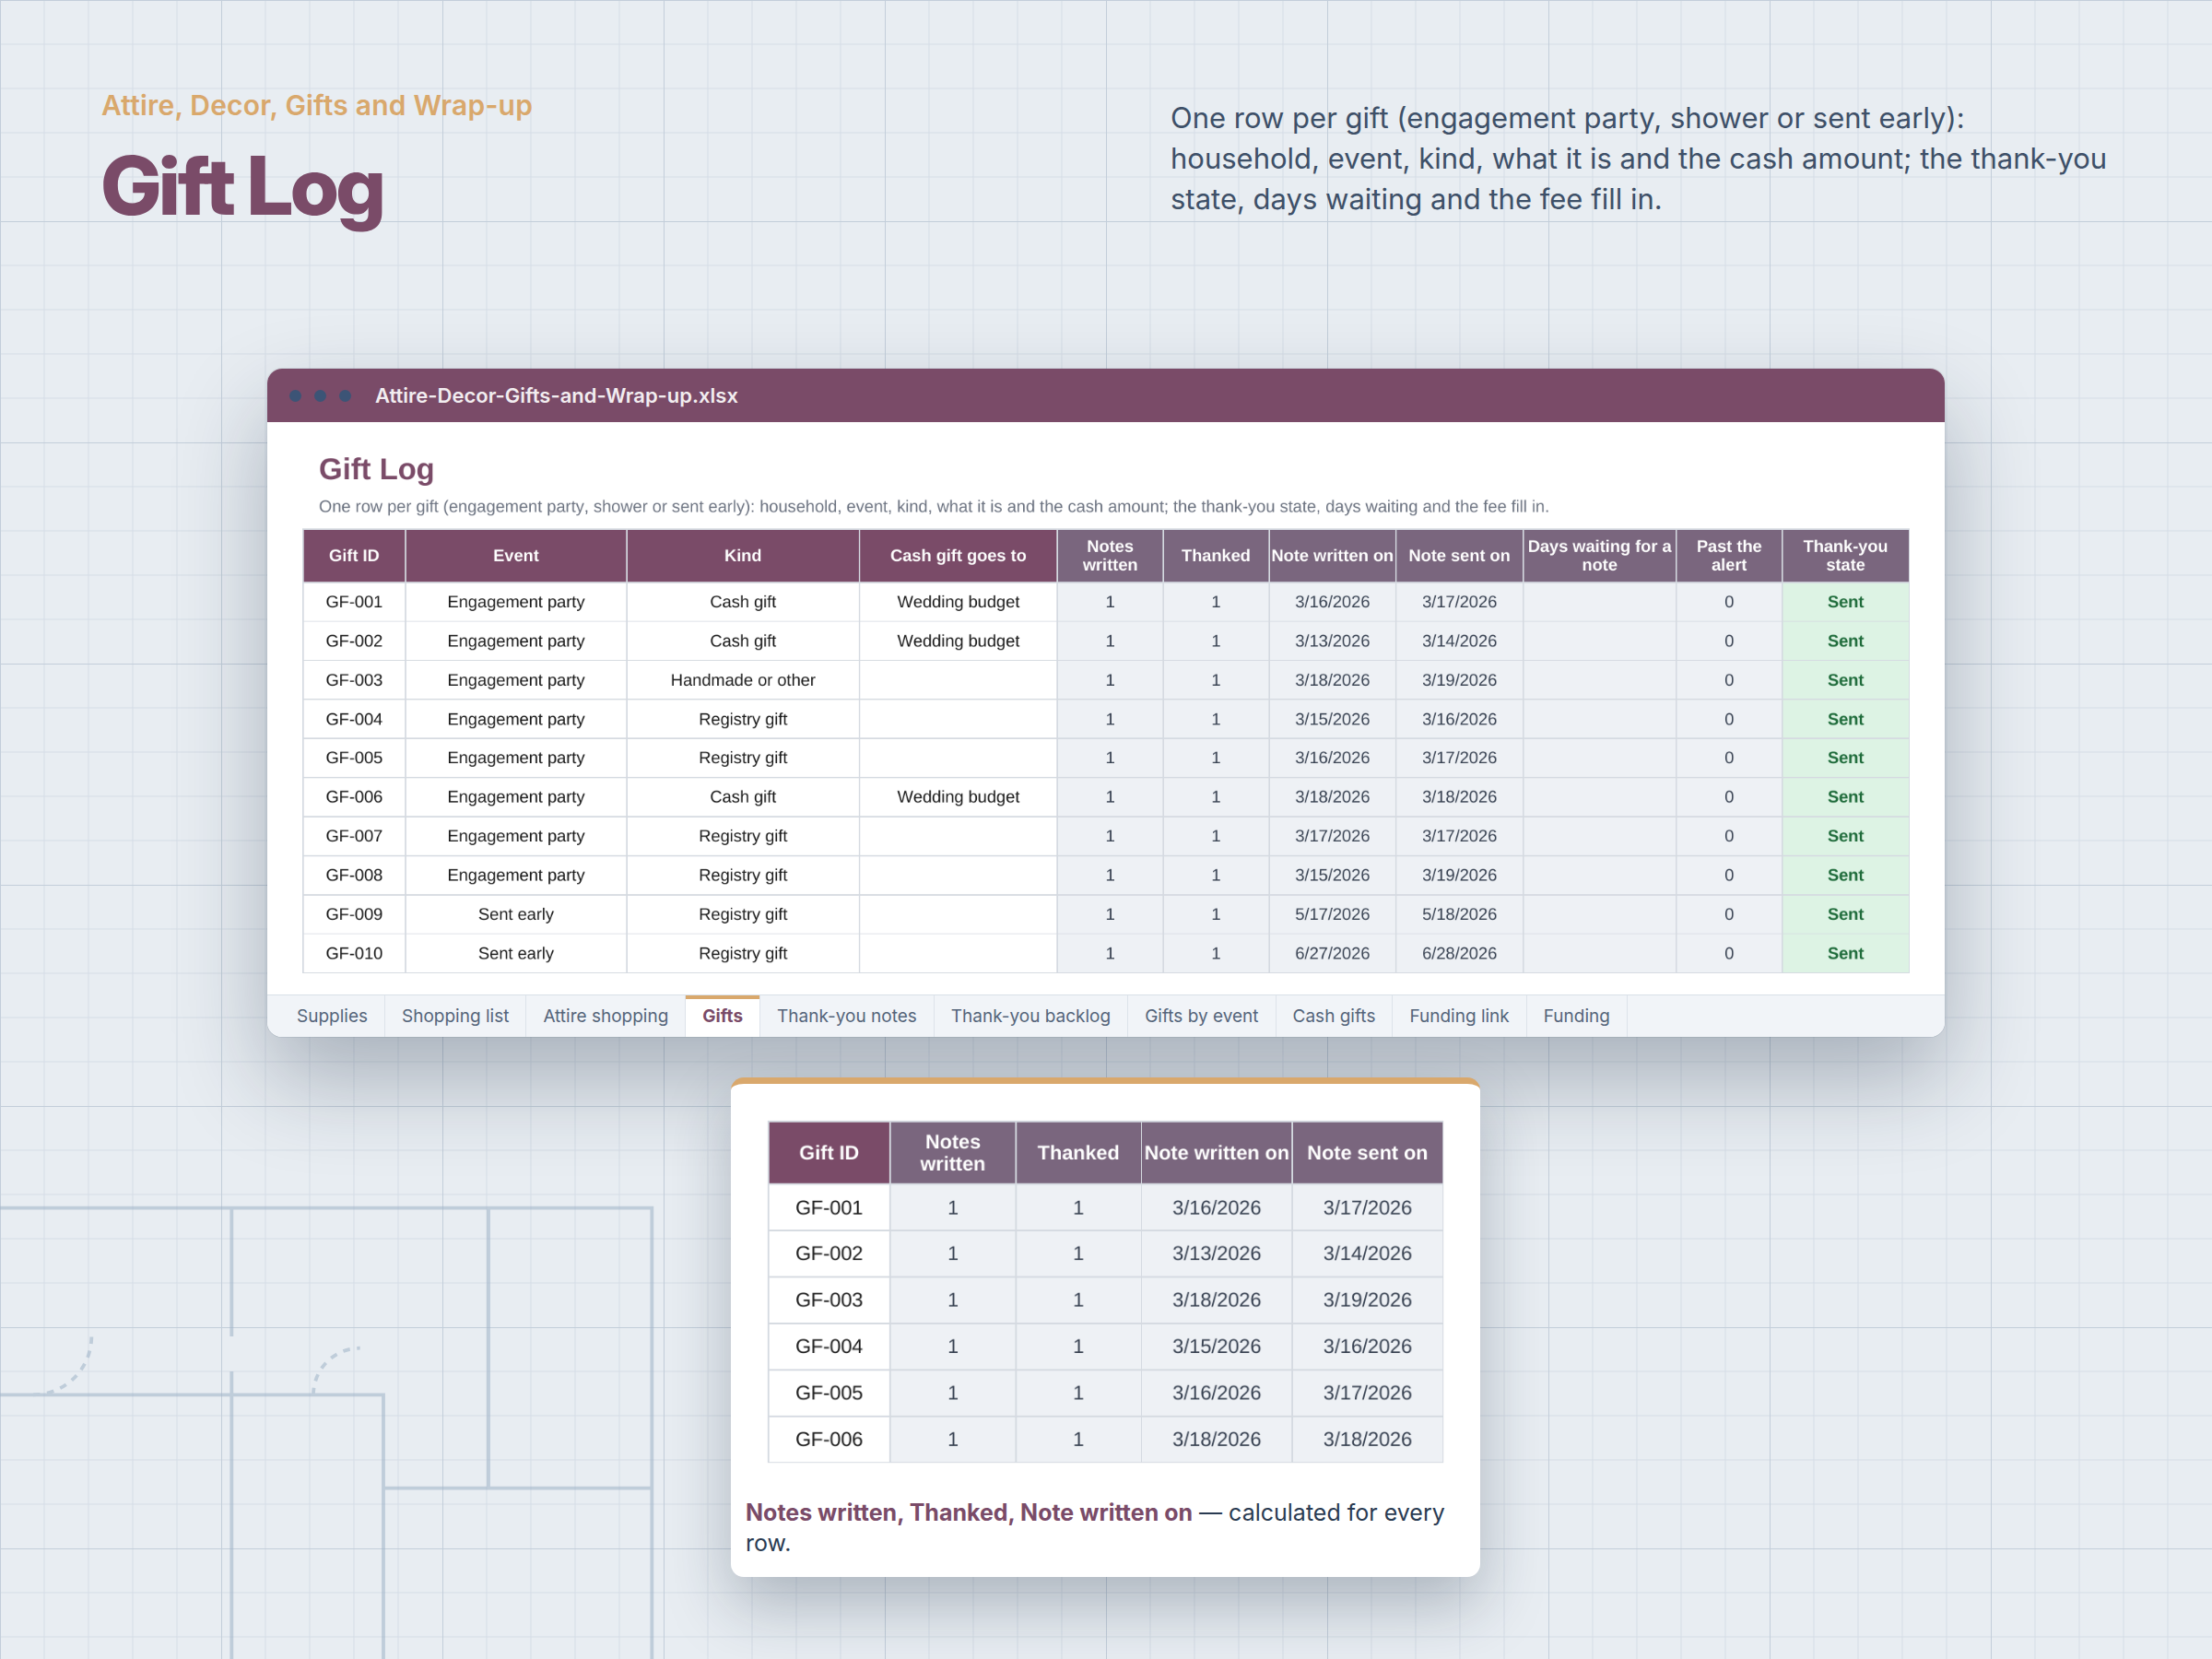 Attire, Decor, Gifts and Wrap-up
Gift Log
One row per gift (engagement party, shower or sent early):
household, event, kind, what it is and the cash amount; the thank-you
state, days waiting and the fee fill in.
Attire-Decor-Gifts-and-Wrap-up.xlsx
Gift Log
One row per gift (engagement party, shower or sent early): household, event, kind, what it is and the cash amount; the thank-you state, days waiting and the fee fill in.
Gift ID Event Kind Cash gift goes to Notes written Thanked Note written on Note sent on Days waiting for a note Past the alert Thank-you state
GF-001 Engagement party Cash gift Wedding budget 1 1 3/16/2026 3/17/2026 0 Sent
GF-002 Engagement party Cash gift Wedding budget 1 1 3/13/2026 3/14/2026 0 Sent
GF-003 Engagement party Handmade or other 1 1 3/18/2026 3/19/2026 0 Sent
GF-004 Engagement party Registry gift 1 1 3/15/2026 3/16/2026 0 Sent
GF-005 Engagement party Registry gift 1 1 3/16/2026 3/17/2026 0 Sent
GF-006 Engagement party Cash gift Wedding budget 1 1 3/18/2026 3/18/2026 0 Sent
GF-007 Engagement party Registry gift 1 1 3/17/2026 3/17/2026 0 Sent
GF-008 Engagement party Registry gift 1 1 3/15/2026 3/19/2026 0 Sent
GF-009 Sent early Registry gift 1 1 5/17/2026 5/18/2026 0 Sent
GF-010 Sent early Registry gift 1 1 6/27/2026 6/28/2026 0 Sent
Supplies Shopping list Attire shopping Gifts Thank-you notes Thank-you backlog Gifts by event Cash gifts Funding link Funding
Gift ID Notes written Thanked Note written on Note sent on
GF-001 1 1 3/16/2026 3/17/2026
GF-002 1 1 3/13/2026 3/14/2026
GF-003 1 1 3/18/2026 3/19/2026
GF-004 1 1 3/15/2026 3/16/2026
GF-005 1 1 3/16/2026 3/17/2026
GF-006 1 1 3/18/2026 3/18/2026
Notes written, Thanked, Note written on — calculated for every
row.